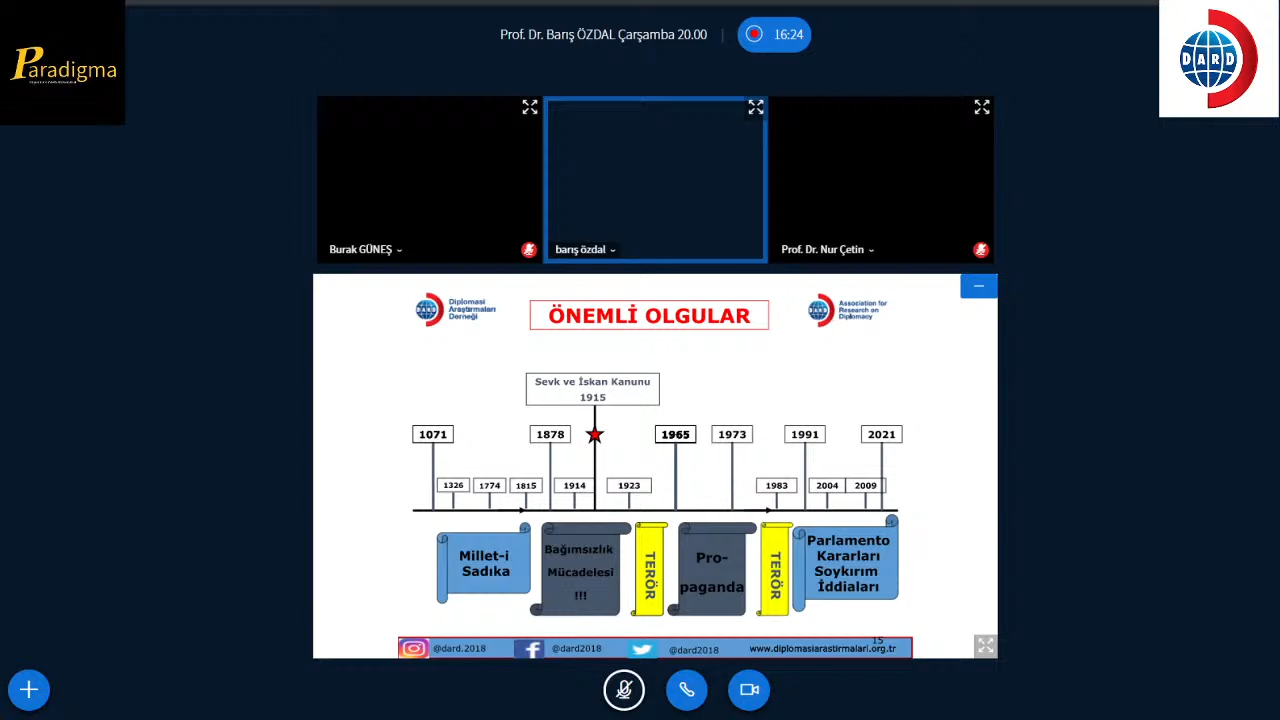 Prof. Dr. Barış ÖZDAL Çarşamba 20.00
16:24
Paradigma
DARD
Burak GÜNEŞ
barış özdal
Prof. Dr. Nur Çetin
DARD
Diplomasi
Araştırmaları
Derneği
ÖNEMLİ OLGULAR
DARD
Association for
Research on
Diplomacy
Sevk ve İskan Kanunu
1915
1071
1878
1965
1973
1991
2021
1326
1774
1815
1914
1923
1983
2004
2009
Millet-i
Sadıka
Bağımsızlık
Mücadelesi
!!!
TERÖR
Pro-
paganda
TERÖR
Parlamento
Kararları
Soykırım
İddiaları
15
@dard.2018
@dard2018
@dard2018
www.diplomasiarastirmalari.org.tr